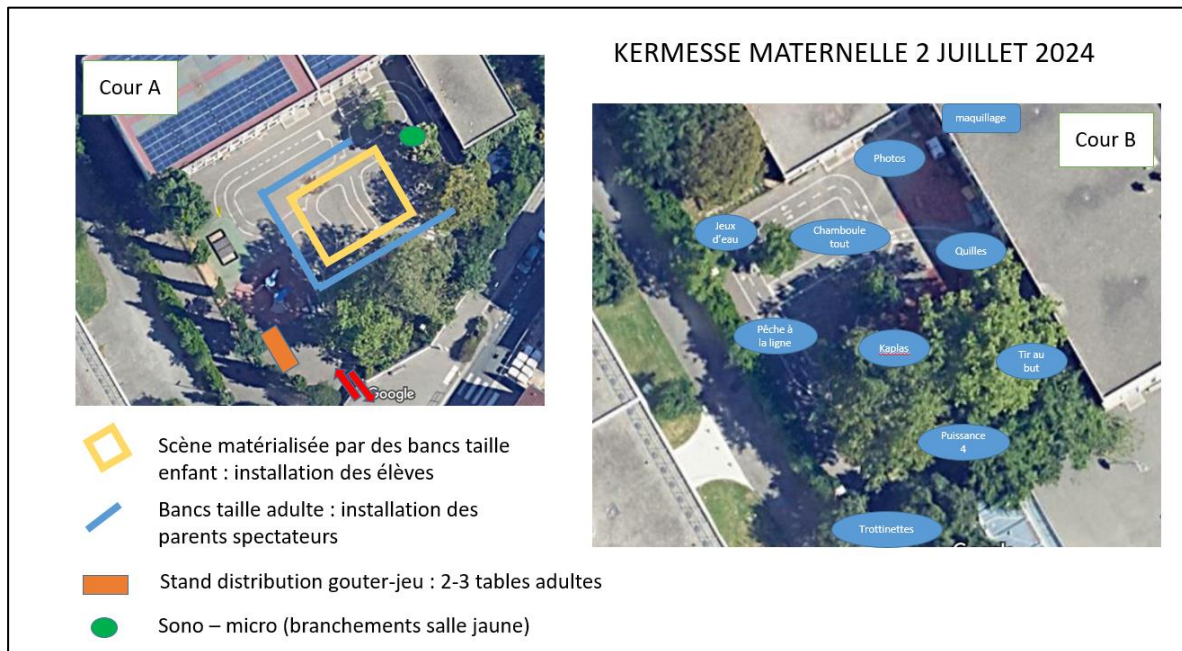 KERMESSE MATERNELLE 2 JUILLET 2024
Cour A
Google
Scène matérialisée par des bancs taille
enfant : installation des élèves
Bancs taille adulte : installation des
parents spectateurs
Stand distribution gouter-jeu : 2-3 tables adultes
Sono – micro (branchements salle jaune)
Cour B
maquillage
Photos
Jeux
d'eau
Chamboule
tout
Quilles
Pêche à
la ligne
Kaplas
Tir au
but
Puissance
4
Trottinettes
Google